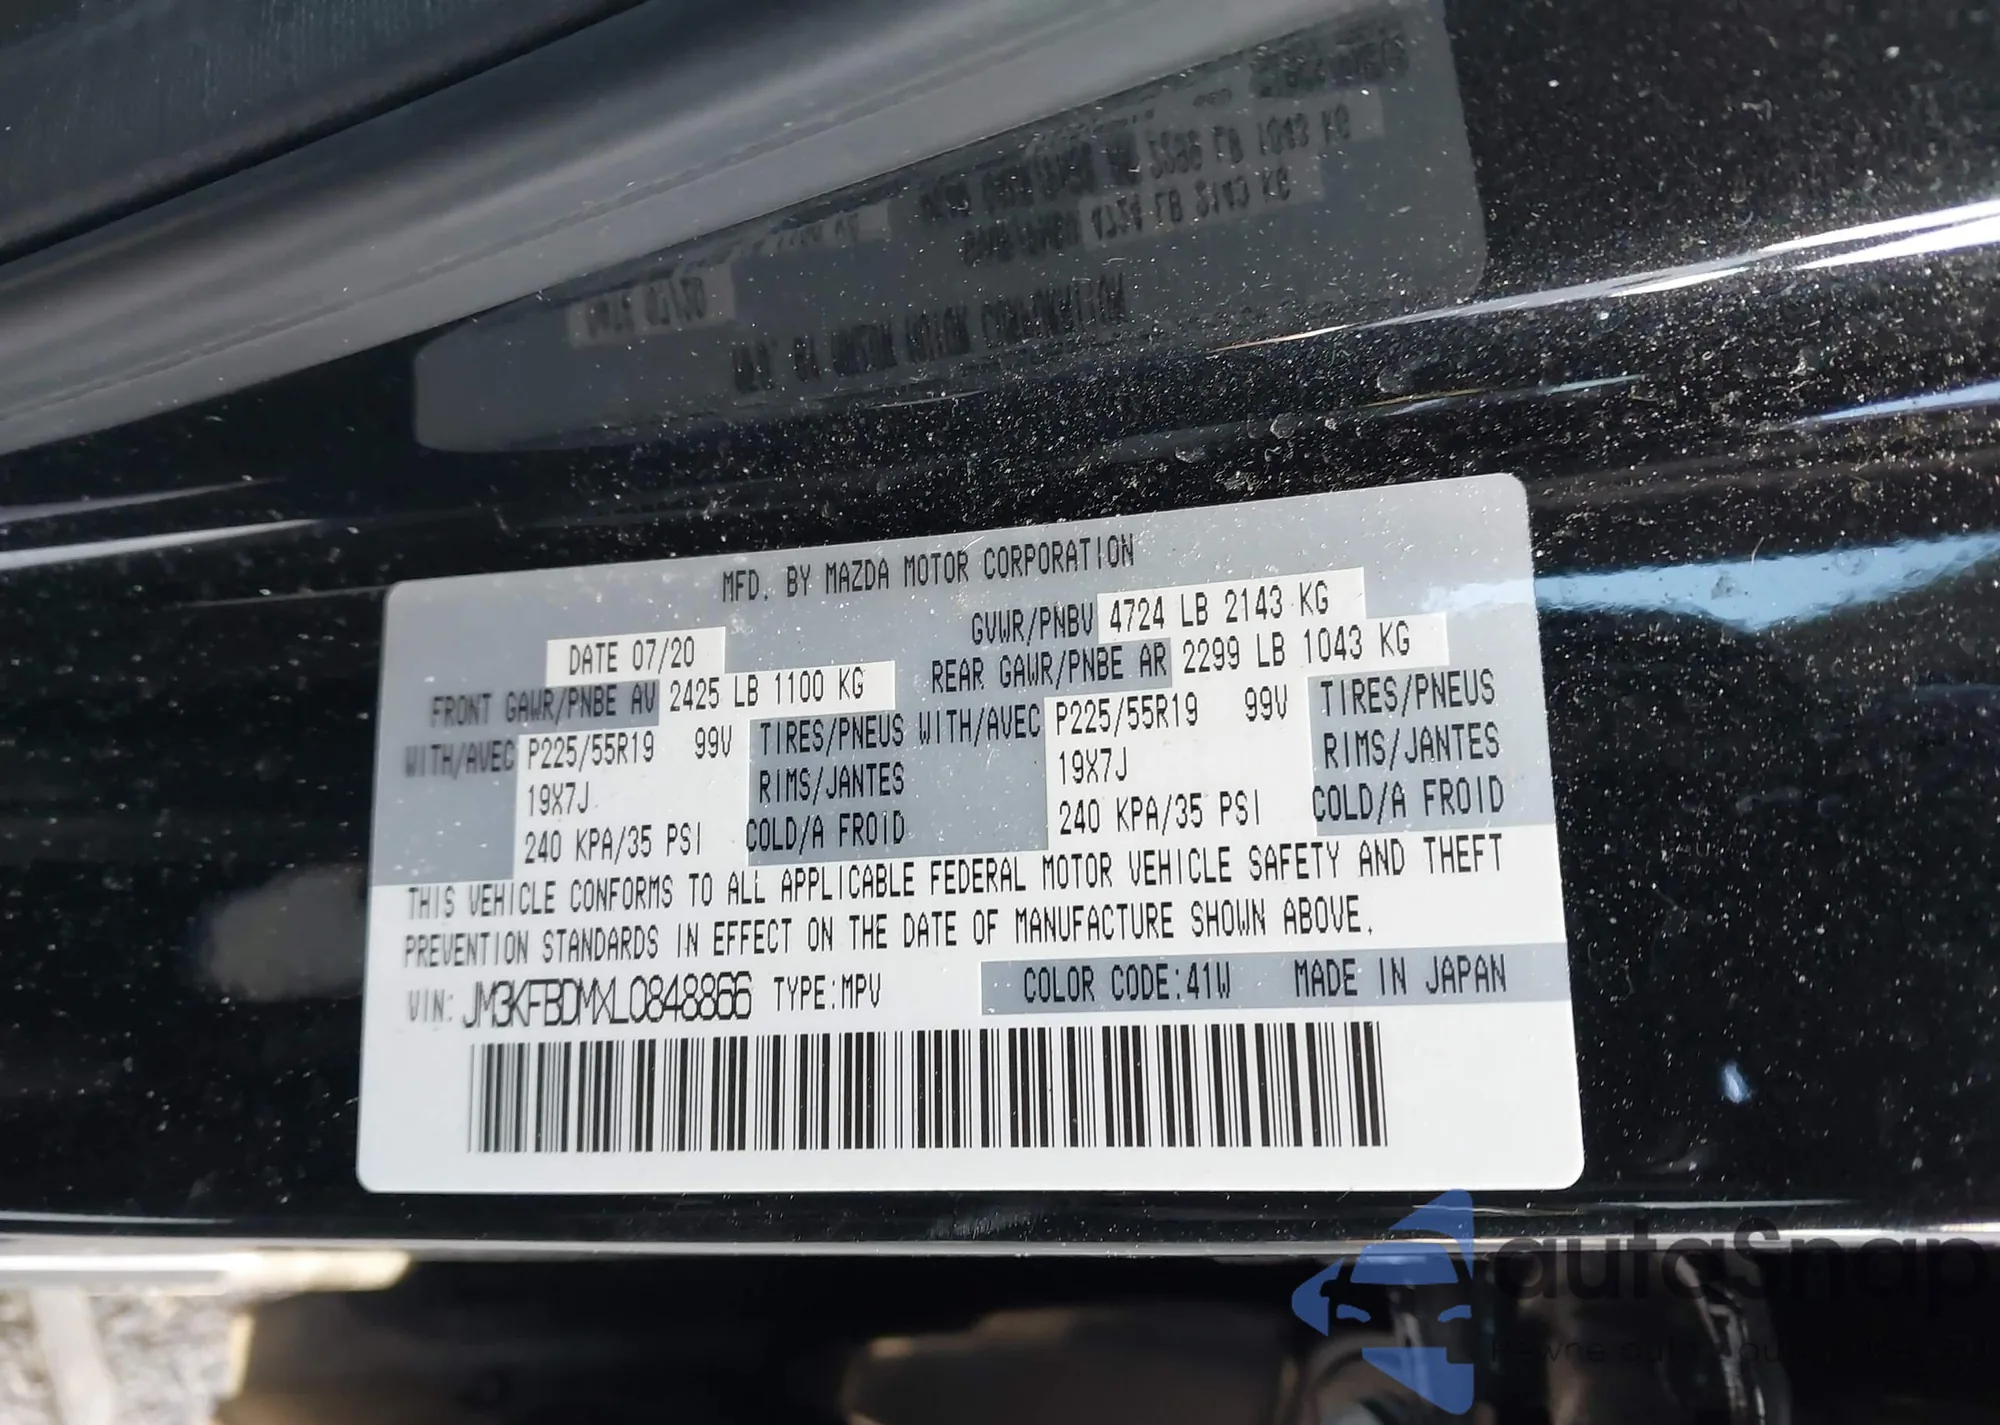 MFD. BY MAZDA MOTOR CORPORATION
DATE 07/20 GVWR/PNBV 4724 LB 2143 KG
FRONT GAWR/PNBE AV 2425 LB 1100 KG REAR GAWR/PNBE AR 2299 LB 1043 KG
WITH/AVEC P225/55R19 99V TIRES/PNEUS WITH/AVEC P225/55R19 99V TIRES/PNEUS
19X7J RIMS/JANTES 19X7J RIMS/JANTES
240 KPA/35 PSI COLD/A FROID 240 KPA/35 PSI COLD/A FROID
THIS VEHICLE CONFORMS TO ALL APPLICABLE FEDERAL MOTOR VEHICLE SAFETY AND THEFT
PREVENTION STANDARDS IN EFFECT ON THE DATE OF MANUFACTURE SHOWN ABOVE.
VIN: JM3KFBDMXL0848866 TYPE:MPV COLOR CODE:41W MADE IN JAPAN
autoSnap